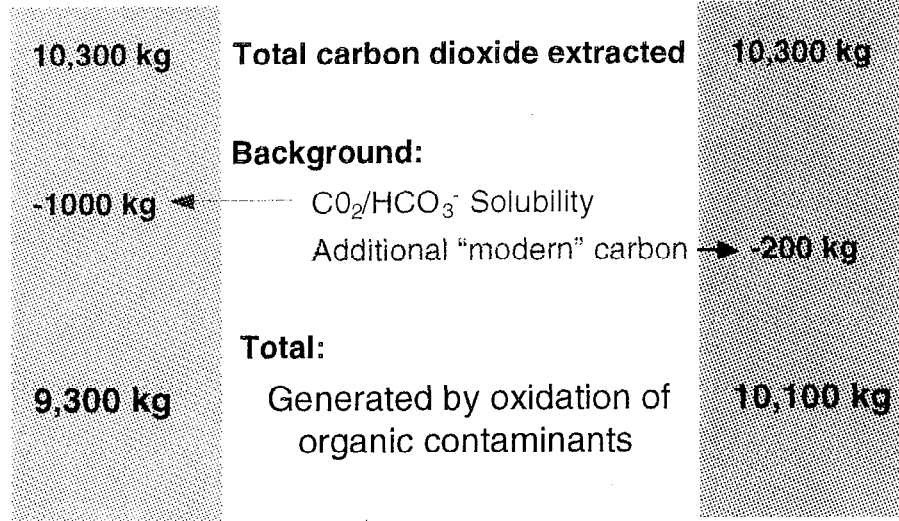 10,300 kg Total carbon dioxide extracted 10,300 kg
Background:
-1000 kg C0₂/HCO₃⁻ Solubility
Additional “modern” carbon -200 kg
Total:
9,300 kg Generated by oxidation of 10,100 kg
organic contaminants